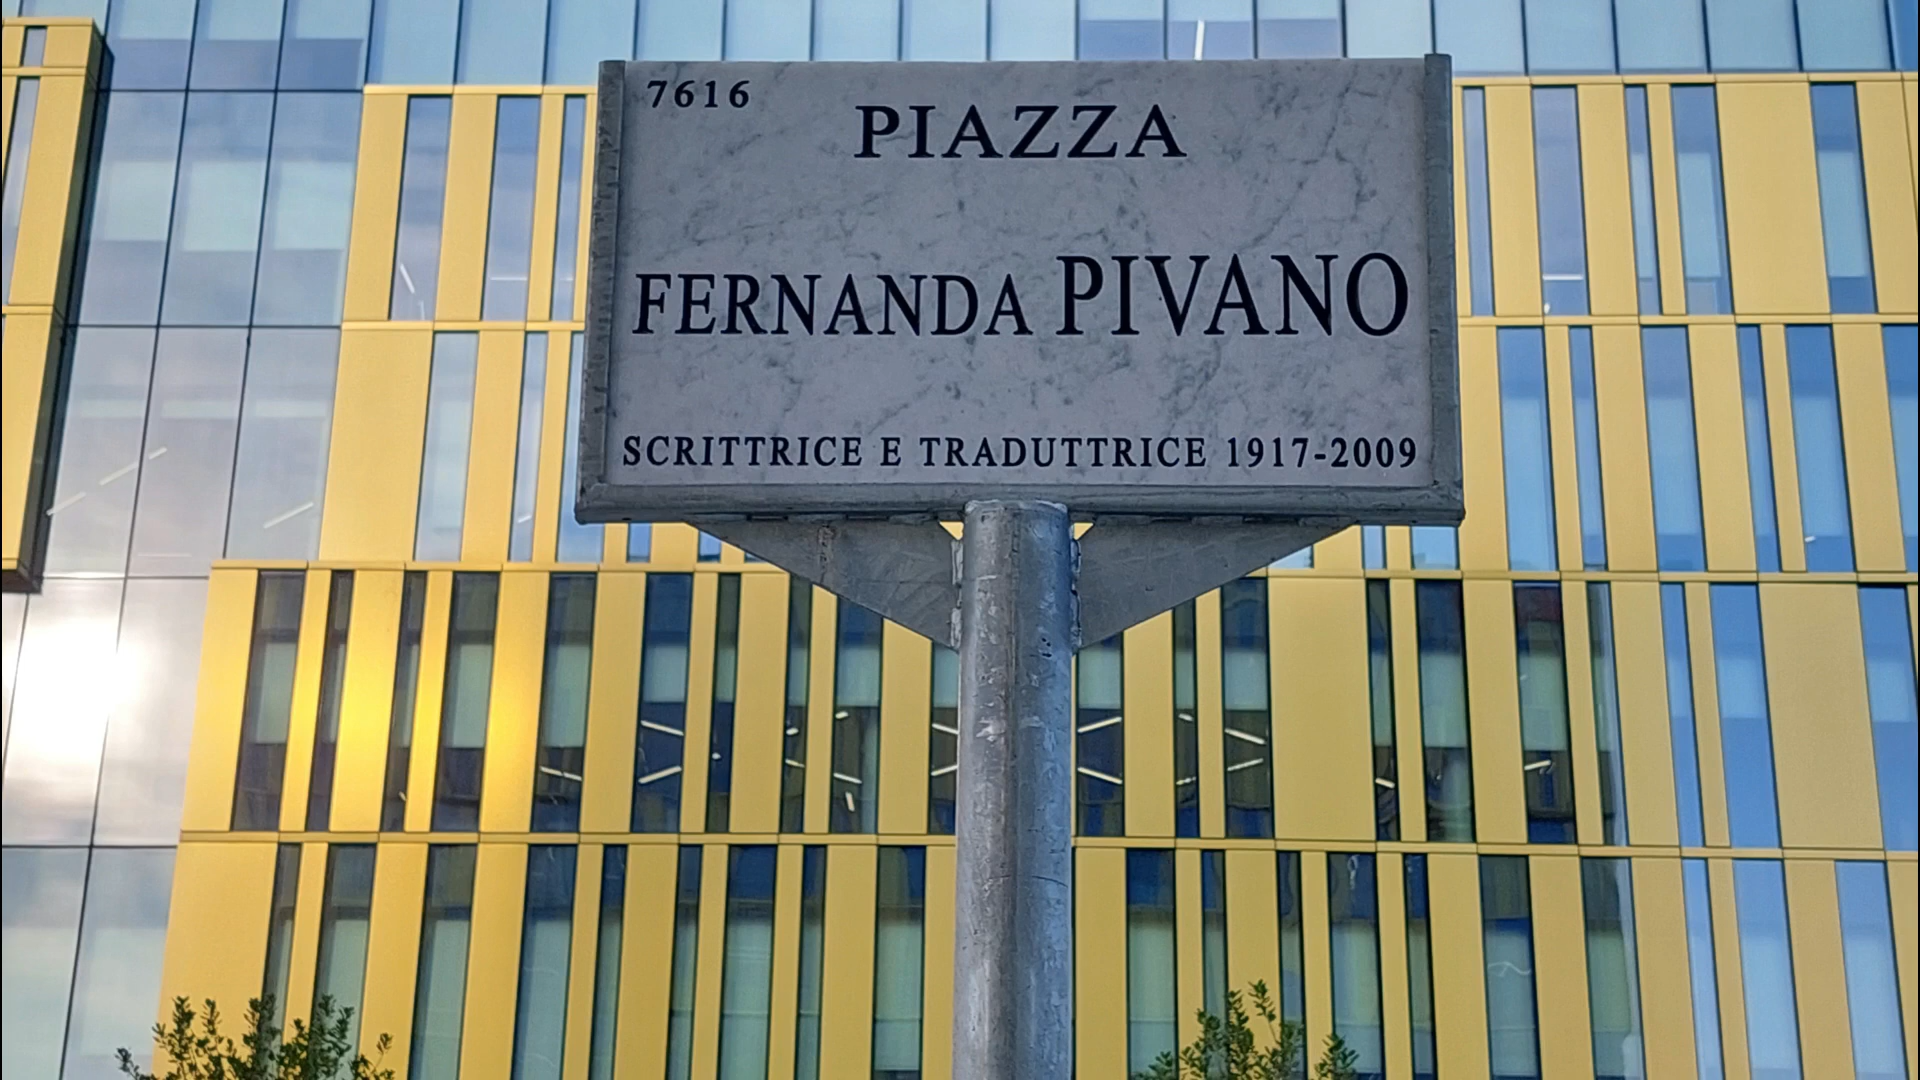 7616
PIAZZA
FERNANDA PIVANO
SCRITTRICE E TRADUTTRICE 1917-2009